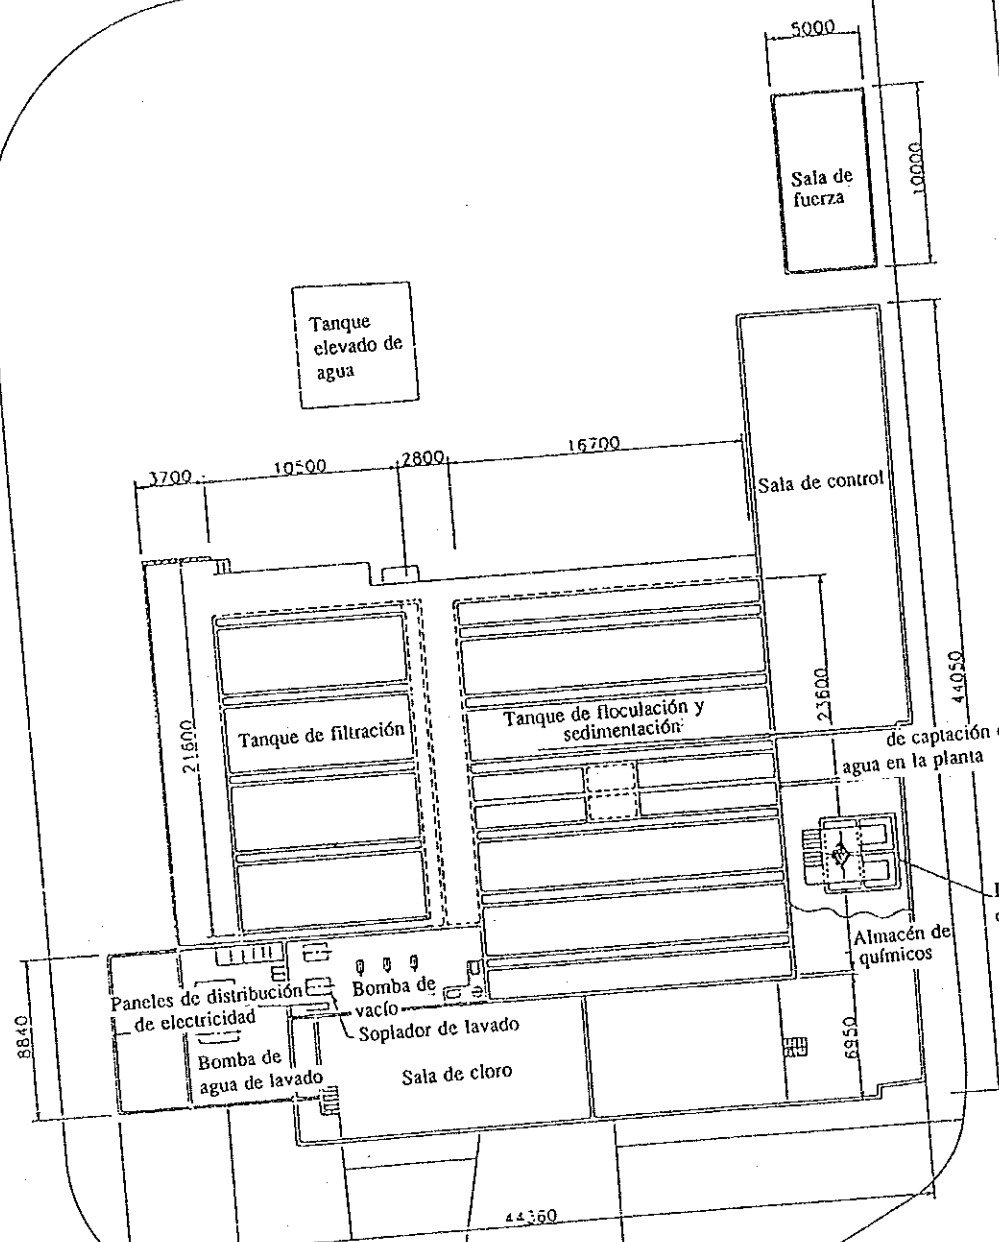 5000
10000
Sala de
fuerza
Tanque
elevado de
agua
3700
10500
2800
16700
Sala de control
21600
Tanque de filtración
Tanque de floculación y
sedimentación
23600
44050
de captación
agua en la planta
Almacén de
químicos
8840
Paneles de distribución
de electricidad
Bomba de
vacío
Soplador de lavado
Bomba de
agua de lavado
Sala de cloro
6950
44360